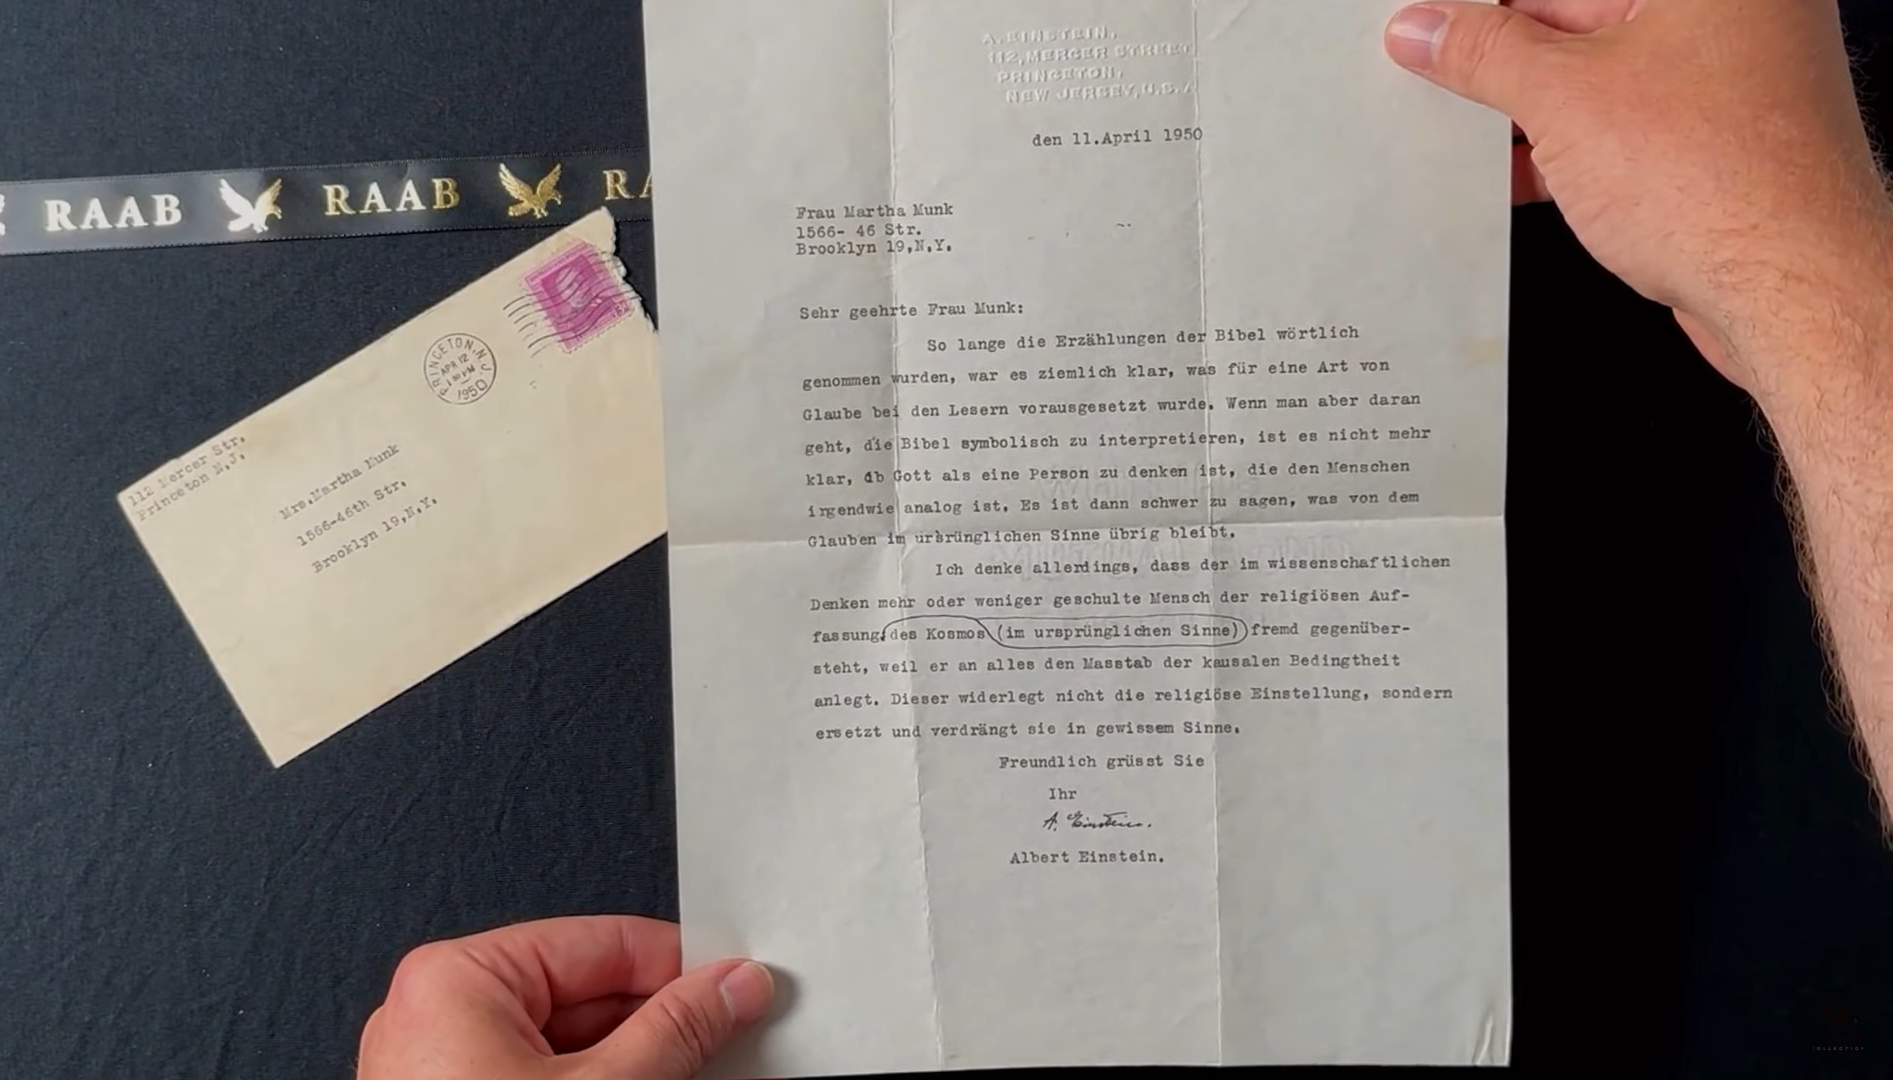 RAAB RAAB RA
PRINCETON, N.J.
APR 12
1950
112 Mercer Str.
Princeton N.J.
Mrs.Martha Munk
1566-46th Str.
Brooklyn 19,N.Y.
A. EINSTEIN.
112, MERCER STREET
PRINCETON.
NEW JERSEY, U.S.A
den 11.April 1950
Frau Martha Munk
1566- 46 Str.
Brooklyn 19,N.Y.
Sehr geehrte Frau Munk:
So lange die Erzählungen der Bibel wörtlich
genommen wurden, war es ziemlich klar, was für eine Art von
Glaube bei den Lesern vorausgesetzt wurde. Wenn man aber daran
geht, die Bibel symbolisch zu interpretieren, ist es nicht mehr
klar, ob Gott als eine Person zu denken ist, die den Menschen
irgendwie analog ist. Es ist dann schwer zu sagen, was von dem
Glauben im ursrünglichen Sinne übrig bleibt.
Ich denke allerdings, dass der im wissenschaftlichen
Denken mehr oder weniger geschulte Mensch der religiösen Auf-
fassung des Kosmos (im ursprünglichen Sinne) fremd gegenüber-
steht, weil er an alles den Masstab der kausalen Bedingtheit
anlegt. Dieser widerlegt nicht die religiöse Einstellung, sondern
ersetzt und verdrängt sie in gewissem Sinne.
Freundlich grüsst Sie
Ihr
A. Einstein.
Albert Einstein.